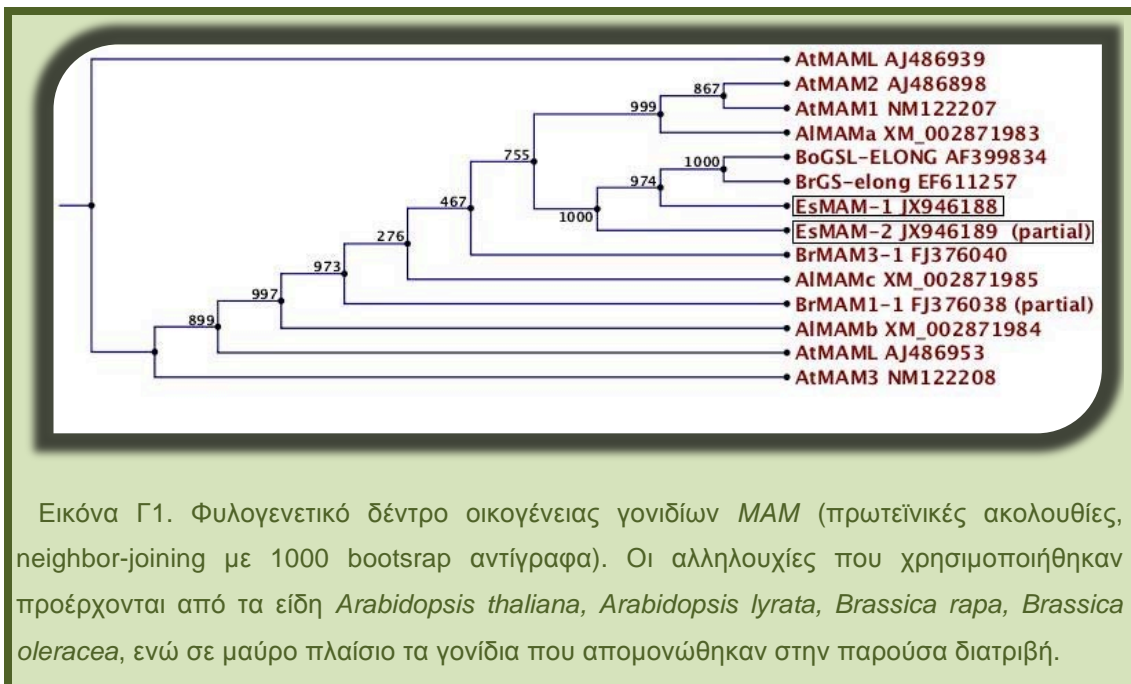 AtMAML AJ486939
AtMAM2 AJ486898
867
AtMAM1 NM122207
999
AlMAMa XM_002871983
755
BoGSL-ELONG AF399834
1000
BrGS-elong EF611257
974
EsMAM-1 JX946188
467
1000
EsMAM-2 JX946189 (partial)
276
BrMAM3-1 FJ376040
973
AlMAMc XM_002871985
997
BrMAM1-1 FJ376038 (partial)
899
AlMAMb XM_002871984
AtMAML AJ486953
AtMAM3 NM122208
Εικόνα Γ1. Φυλογενετικό δέντρο οικογένειας γονιδίων MAM (πρωτεϊνικές ακολουθίες,
neighbor-joining με 1000 bootsrap αντίγραφα). Οι αλληλουχίες που χρησιμοποιήθηκαν
προέρχονται από τα είδη Arabidopsis thaliana, Arabidopsis lyrata, Brassica rapa, Brassica
oleracea, ενώ σε μαύρο πλαίσιο τα γονίδια που απομονώθηκαν στην παρούσα διατριβή.